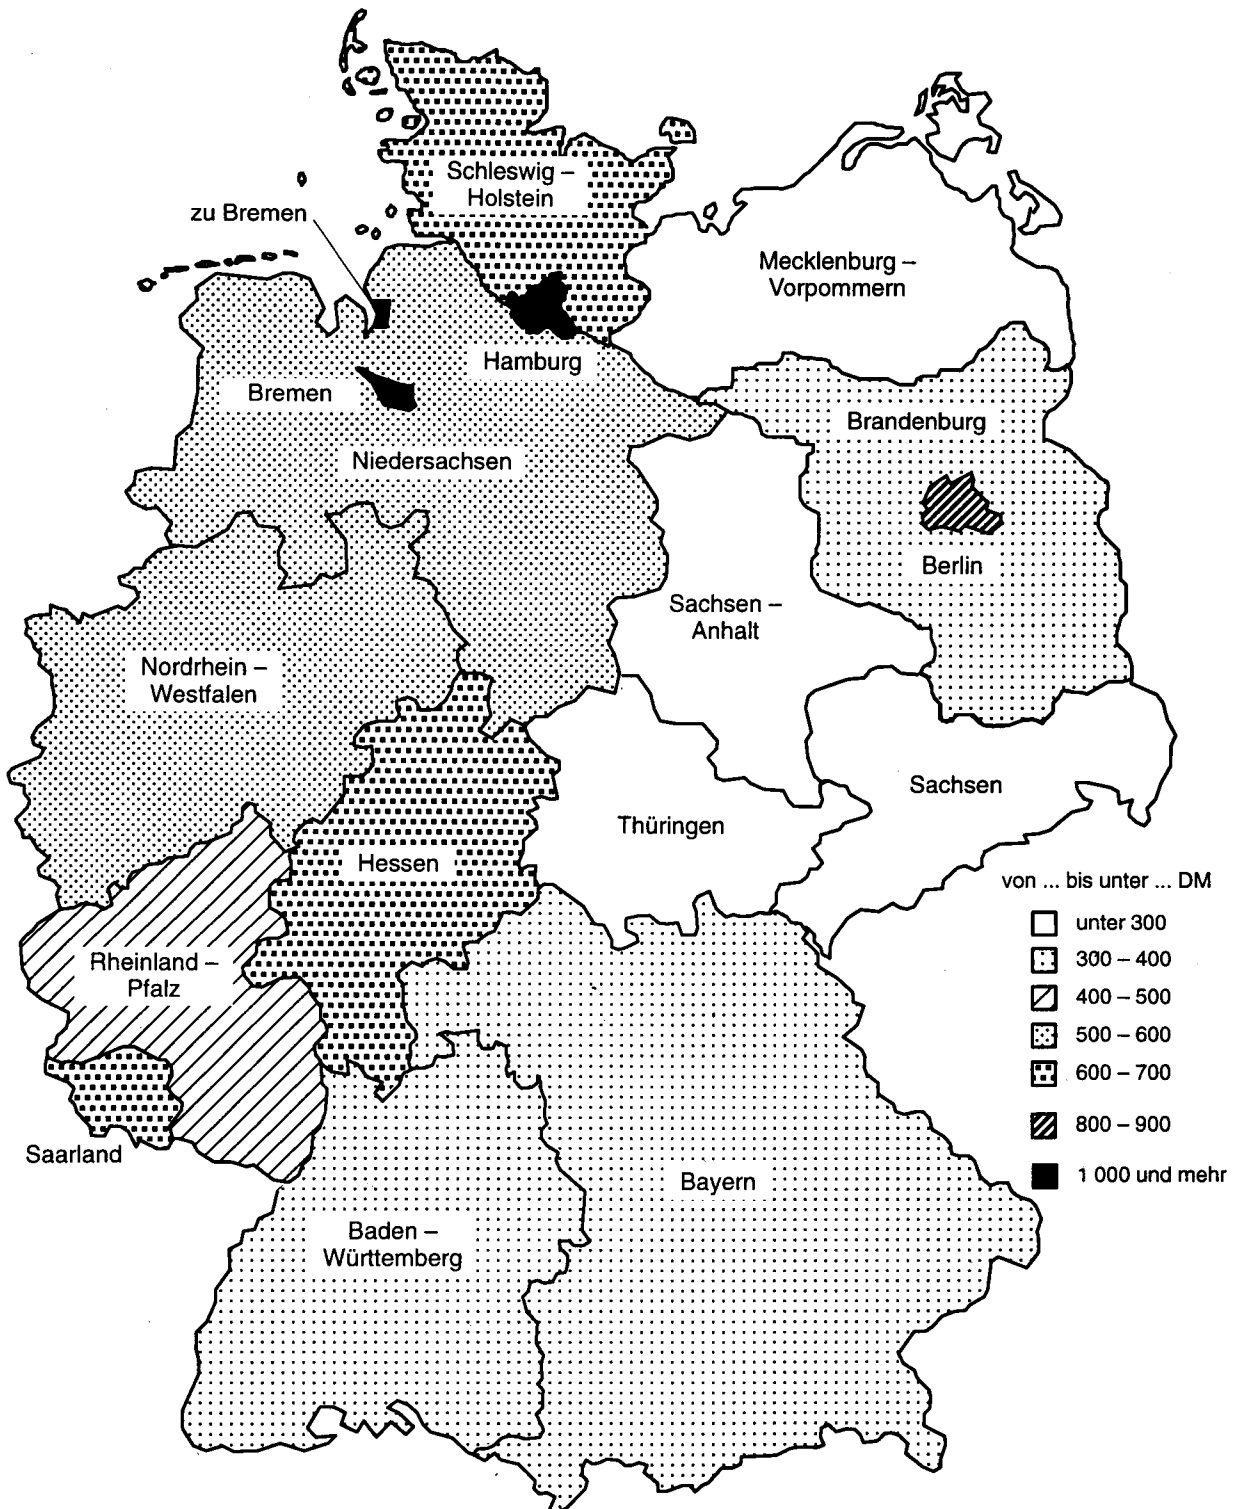 Schleswig –
Holstein
zu Bremen
Mecklenburg –
Vorpommern
Hamburg
Bremen
Brandenburg
Niedersachsen
Berlin
Sachsen –
Anhalt
Nordrhein –
Westfalen
Sachsen
Thüringen
Hessen
Rheinland –
Pfalz
Saarland
Bayern
Baden –
Württemberg
von ... bis unter ... DM
unter 300
300 – 400
400 – 500
500 – 600
600 – 700
800 – 900
1 000 und mehr